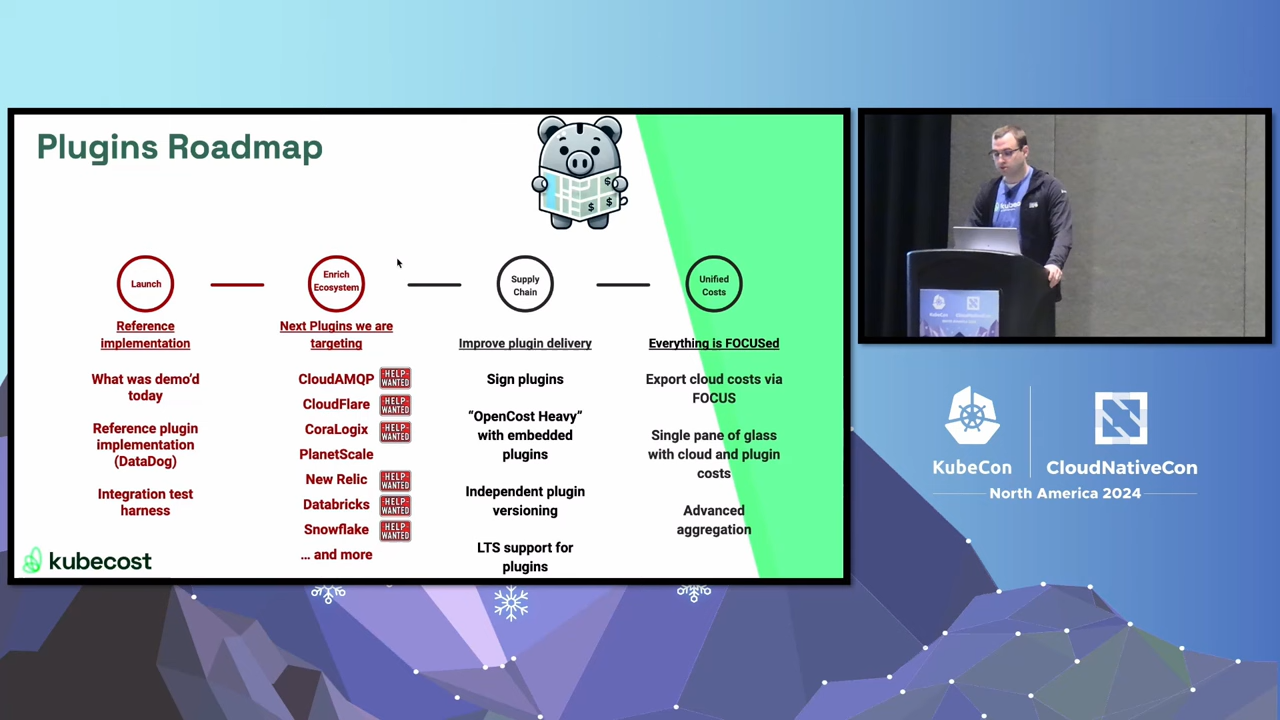 Plugins Roadmap
Launch
Enrich
Ecosystem
Supply
Chain
Unified
Costs
Reference
implementation
What was demo'd
today
Reference plugin
implementation
(DataDog)
Integration test
harness
Next Plugins we are
targeting
CloudAMQP
HELP
WANTED
CloudFlare
HELP
WANTED
CoraLogix
HELP
WANTED
PlanetScale
New Relic
HELP
WANTED
Databricks
HELP
WANTED
Snowflake
HELP
WANTED
... and more
Improve plugin delivery
Sign plugins
“OpenCost Heavy”
with embedded
plugins
Independent plugin
versioning
LTS support for
plugins
Everything is FOCUSed
Export cloud costs via
FOCUS
Single pane of glass
with cloud and plugin
costs
Advanced
aggregation
$
$ $
kubecost
KubeCon
CloudNativeCon
North America 2024